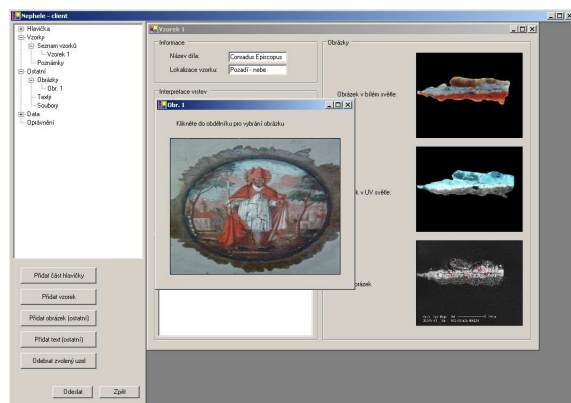 Nephele - client
Hlavička
Vzorky
Seznam vzorků
Vzorek 1
Poznámky
Ostatní
Obrázky
Obr. 1
Texty
Soubory
Data
Oprávnění
Přidat část hlavičky
Přidat vzorek
Přidat obrázek (ostatní)
Přidat text (ostatní)
Odebrat zvolený uzel
Odeslat
Zpět
Vzorek 1
Informace
Název díla:
Conradus Episcopus
Lokalizace vzorku:
Pozadí - nebe
Interpretace vrstev
Obr. 1
Klikněte do obdélníku pro vybrání obrázku
Obrázky
Obrázek v bílém světle:
k v UV světle:
brázek